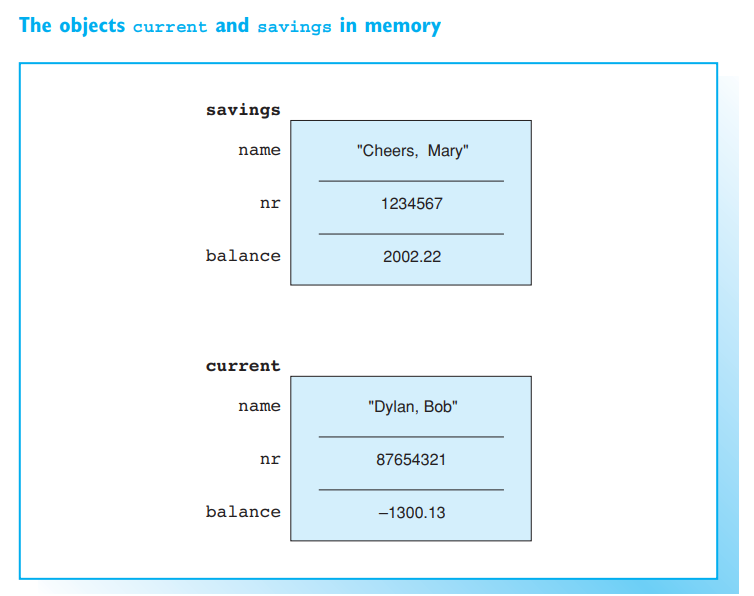 The objects current and savings in memory
savings
name "Cheers, Mary"
nr 1234567
balance 2002.22
current
name "Dylan, Bob"
nr 87654321
balance –1300.13